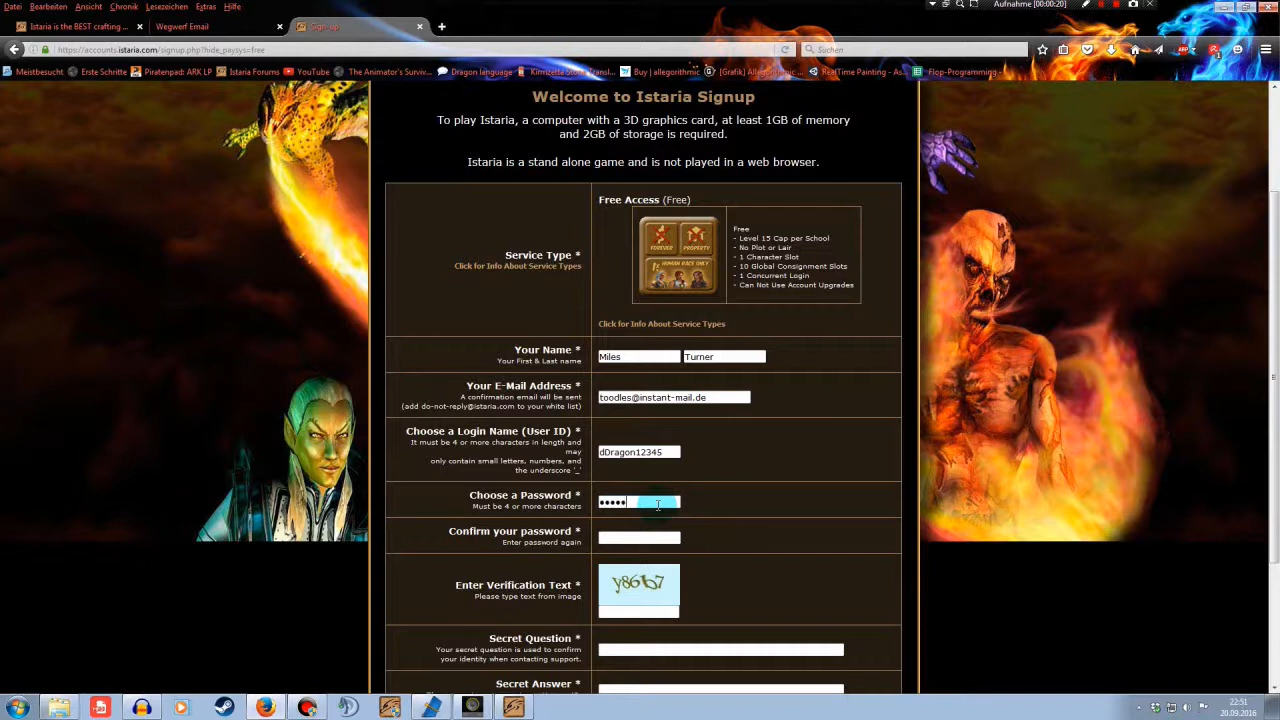 Datei Bearbeiten Ansicht Chronik Lesezeichen Extras Hilfe
Aufnahme [00:00:20]
Istaria is the BEST crafting ...
Wegwerf Email
Sign-up
https://accounts.istaria.com/signup.php?hide_paysys=free
Suchen
Meistbesucht Erste Schritte Piratenpad: ARK LP Istaria Forums YouTube The Animator's Surviv... Dragon language Buy | allegorithmic [Grafik] Allegorithmic ... RealTime Painting - As... Flop-Programming -
Welcome to Istaria Signup
To play Istaria, a computer with a 3D graphics card, at least 1GB of memory
and 2GB of storage is required.
Istaria is a stand alone game and is not played in a web browser.
Service Type *
Click for Info About Service Types
Free Access (Free)
FOREVER PROPERTY
HUMAN RACE ONLY
Free
- Level 15 Cap per School
- No Plot or Lair
- 1 Character Slot
- 10 Global Consignment Slots
- 1 Concurrent Login
- Can Not Use Account Upgrades
Click for Info About Service Types
Your Name *
Your First & Last name
Miles Turner
Your E-Mail Address *
A confirmation email will be sent
(add do-not-reply@istaria.com to your white list)
toodles@instant-mail.de
Choose a Login Name (User ID) *
It must be 4 or more characters in length and
may
only contain small letters, numbers, and
the underscore '_'
dDragon12345
Choose a Password *
Must be 4 or more characters
•••••
Confirm your password *
Enter password again
Enter Verification Text *
Please type text from image
y86b7
Secret Question *
Your secret question is used to confirm
your identity when contacting support.
Secret Answer *
22:51
20.09.2016